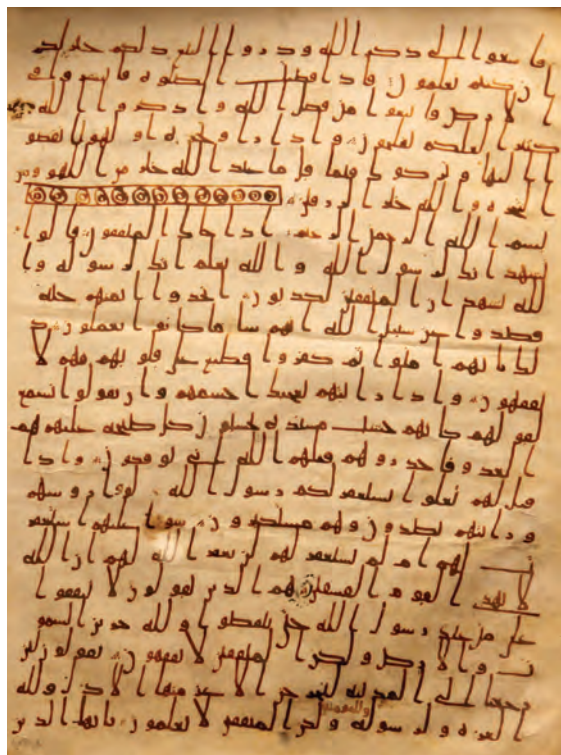 فاسعوا الى ذكر الله وذروا البيع ذلكم خير لكم
ان كنتم تعلمون فاذا قضيت الصلوة فانتشروا في
الارض وابتغوا من فضل الله واذكروا الله
كثيرا لعلكم تفلحون واذا راوا تجرة او لهوا انفضوا
اليها وتركوك قيما قل ما عند الله خير من اللهو ومن
التجرة والله خير الرزقين
بسم الله الرحمن الرحيم اذا جاك المنفقون قالوا
نشهد انك لرسول الله والله يعلم انك لرسوله وا
لله يشهد ان المنفقين لكذبون اتخذوا ايمنهم جنة
فصدوا عن سبيل الله انهم سا ما كانوا يعملون ذ
لك بانهم امنوا ثم كفروا فطبع على قلوبهم فهم لا
يفقهون واذا رايتهم تعجبك اجسمهم وان يقولوا تسمع
لقولهم كانهم خشب مسندة يحسبون كل صيحة عليهم هم
العدو فاحذروهم قتلهم الله انى يوفكون واذا
قيل لهم تعالوا يستغفر لكم رسول الله لووا روسهم
ورايتهم يصدون وهم مستكبرون سوا عليهم استغفر
ت لهم ام لم تستغفر لهم لن يغفر الله لهم ان الله
لا يهدي القوم الفسقين هم الذين يقولون لا تنفقوا
على من عند رسول الله حتى ينفضوا ولله خزين السمو
ت والارض ولكن المنفقين لا يفقهون يقولون لين
رجعنا الى المدينة ليخرجن الاعز منها الاذل ولله
وللمومنين
العزة ولرسوله ولكن المنفقين لا يعلمون يايها الذين